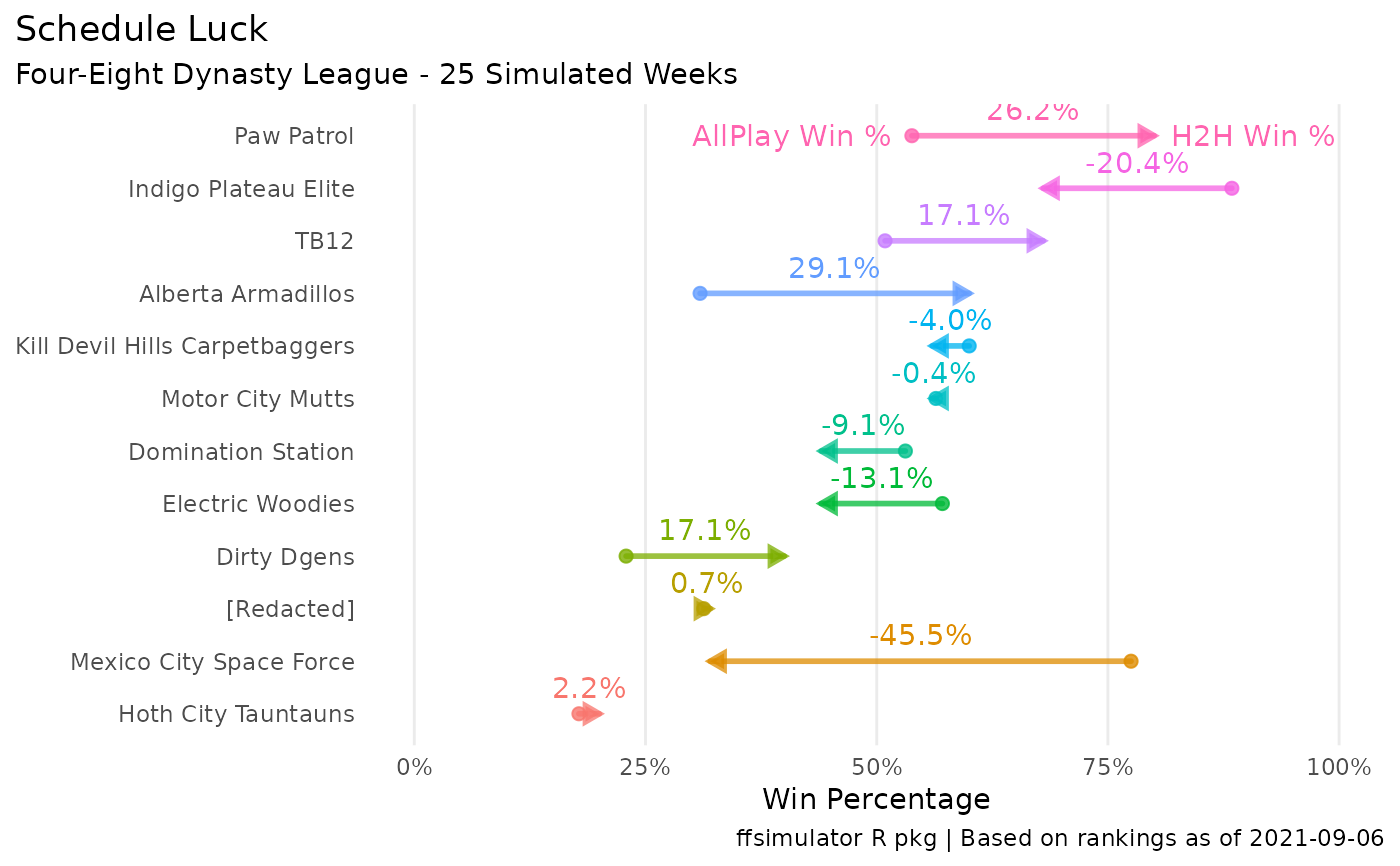 Schedule Luck
Four-Eight Dynasty League - 25 Simulated Weeks
26.2%
Paw Patrol AllPlay Win % H2H Win %
-20.4%
Indigo Plateau Elite
17.1%
TB12
29.1%
Alberta Armadillos
-4.0%
Kill Devil Hills Carpetbaggers
-0.4%
Motor City Mutts
-9.1%
Domination Station
-13.1%
Electric Woodies
17.1%
Dirty Dgens
0.7%
[Redacted]
-45.5%
Mexico City Space Force
2.2%
Hoth City Tauntauns
0% 25% 50% 75% 100%
Win Percentage
ffsimulator R pkg | Based on rankings as of 2021-09-06